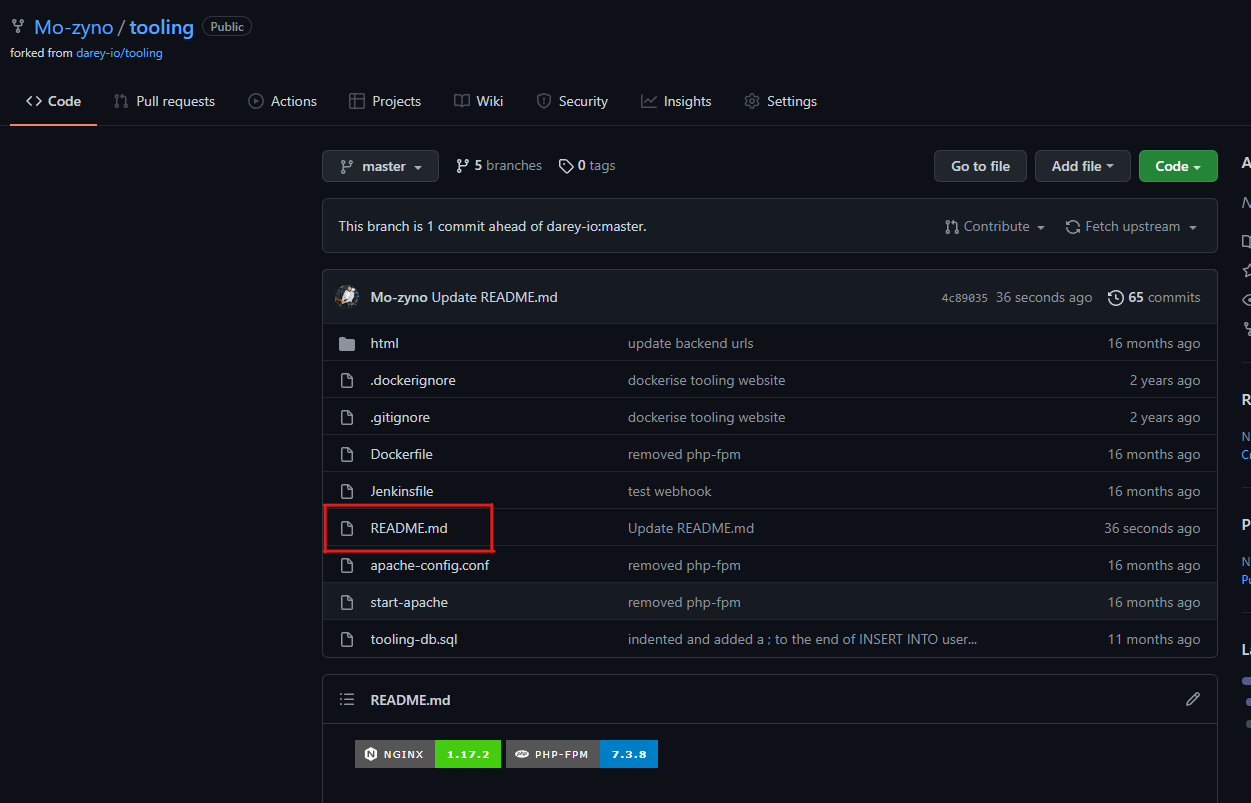 Mo-zyno / tooling Public
forked from darey-io/tooling
Code Pull requests Actions Projects Wiki Security Insights Settings
master 5 branches 0 tags Go to file Add file Code
This branch is 1 commit ahead of darey-io:master. Contribute Fetch upstream
Mo-zyno Update README.md 4c89035 36 seconds ago 65 commits
html update backend urls 16 months ago
.dockerignore dockerise tooling website 2 years ago
.gitignore dockerise tooling website 2 years ago
Dockerfile removed php-fpm 16 months ago
Jenkinsfile test webhook 16 months ago
README.md Update README.md 36 seconds ago
apache-config.conf removed php-fpm 16 months ago
start-apache removed php-fpm 16 months ago
tooling-db.sql indented and added a ; to the end of INSERT INTO user... 11 months ago
README.md
NGINX 1.17.2 PHP-FPM 7.3.8